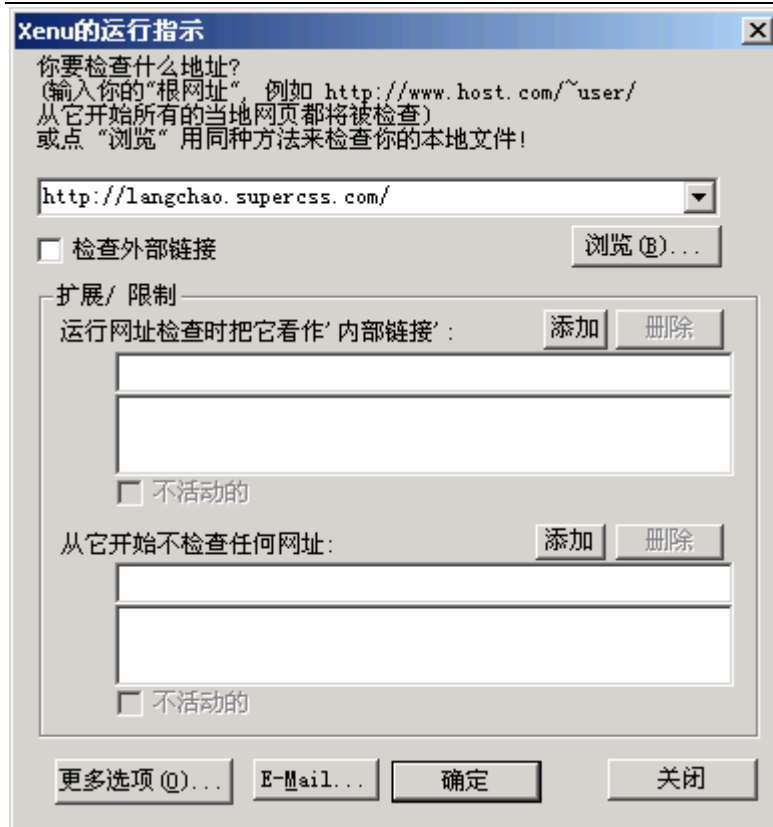 Xenu的运行指示
你要检查什么地址?
(输入你的“根网址”, 例如 http://www.host.com/~user/
从它开始所有的当地网页都将被检查)
或点 “浏览” 用同种方法来检查你的本地文件!
http://langchao.supercss.com/
检查外部链接
浏览(B)...
扩展/ 限制
运行网址检查时把它看作’内部链接’:
添加
删除
不活动的
从它开始不检查任何网址:
添加
删除
不活动的
更多选项(O)...
E-Mail...
确定
关闭